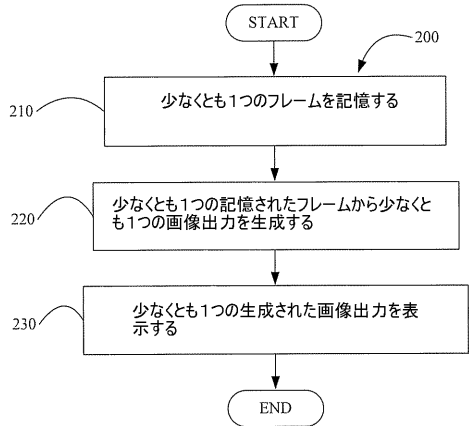 START
200
210
少なくとも1つのフレームを記憶する
220
少なくとも1つの記憶されたフレームから少なくと
も1つの画像出力を生成する
230
少なくとも1つの生成された画像出力を表
示する
END